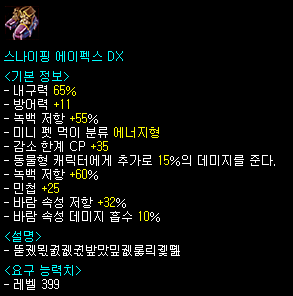 스나이핑 에이펙스 DX
<기본 정보>
- 내구력 65%
- 방어력 +11
- 녹백 저항 +55%
- 미니 펫 먹이 분류 에너지형
- 감소 한계 CP +35
- 동물형 캐릭터에게 추가로 15%의 데미지를 준다.
- 녹백 저항 +60%
- 민첩 +25
- 바람 속성 저항 +32%
- 바람 속성 데미지 흡수 10%
<설명>
-
<요구 능력치>
- 레벨 399